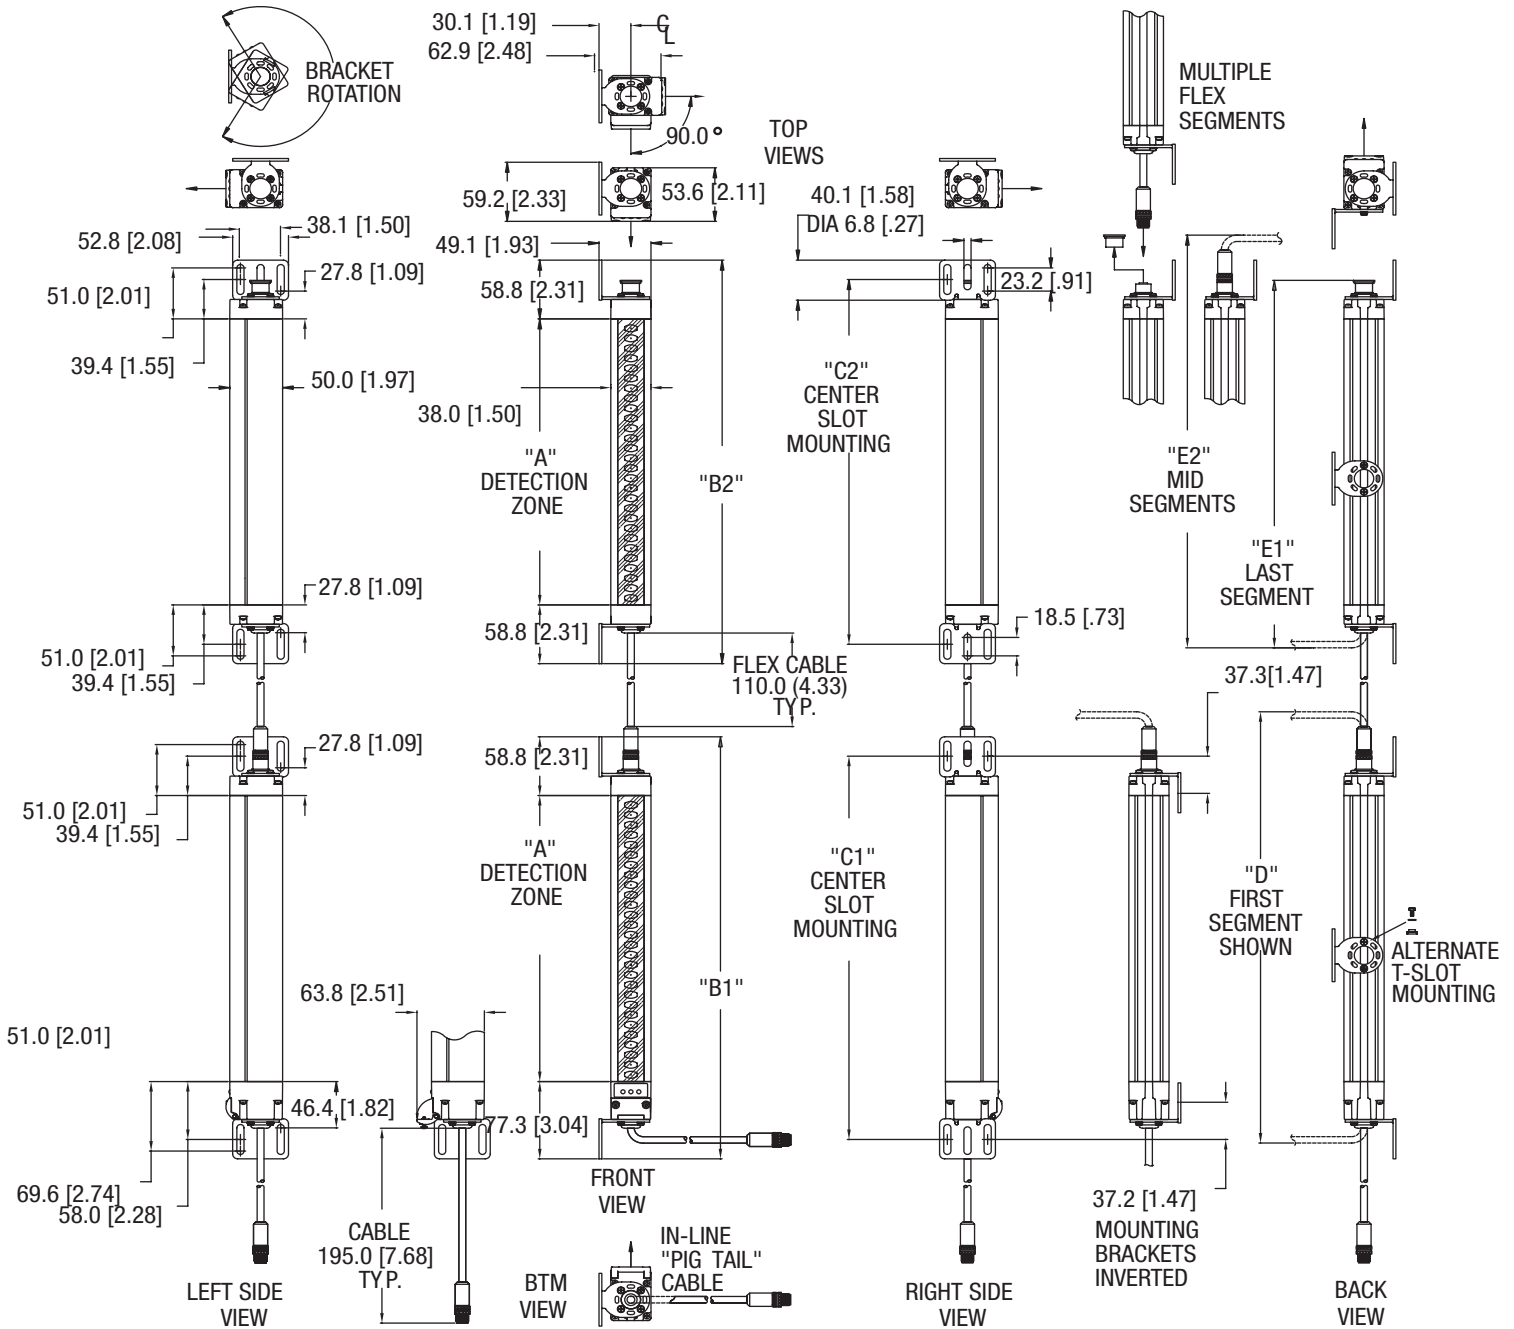 30.1 [1.19]
CL
62.9 [2.48]
BRACKET
ROTATION
90.0°
TOP
VIEWS
MULTIPLE
FLEX
SEGMENTS
59.2 [2.33]
53.6 [2.11]
40.1 [1.58]
DIA 6.8 [.27]
38.1 [1.50]
52.8 [2.08]
49.1 [1.93]
27.8 [1.09]
51.0 [2.01]
58.8 [2.31]
23.2 [.91]
39.4 [1.55]
50.0 [1.97]
38.0 [1.50]
"C2"
CENTER
SLOT
MOUNTING
"A"
DETECTION
ZONE
"B2"
"E2"
MID
SEGMENTS
"E1"
LAST
SEGMENT
27.8 [1.09]
58.8 [2.31]
18.5 [.73]
51.0 [2.01]
39.4 [1.55]
FLEX CABLE
110.0 (4.33)
TYP.
37.3[1.47]
27.8 [1.09]
58.8 [2.31]
51.0 [2.01]
39.4 [1.55]
"A"
DETECTION
ZONE
"C1"
CENTER
SLOT
MOUNTING
"D"
FIRST
SEGMENT
SHOWN
"B1"
ALTERNATE
T-SLOT
MOUNTING
63.8 [2.51]
51.0 [2.01]
46.4 [1.82]
77.3 [3.04]
69.6 [2.74]
58.0 [2.28]
FRONT
VIEW
37.2 [1.47]
MOUNTING
BRACKETS
INVERTED
CABLE
195.0 [7.68]
TYP.
IN-LINE
"PIG TAIL"
CABLE
BTM
VIEW
LEFT SIDE
VIEW
RIGHT SIDE
VIEW
BACK
VIEW